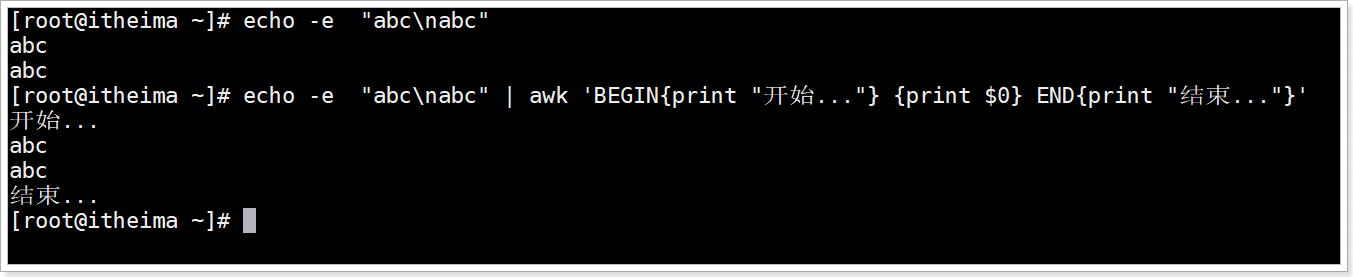 [root@itheima ~]# echo -e  "abc\nabc"
abc
abc
[root@itheima ~]# echo -e  "abc\nabc" | awk 'BEGIN{print "开始..."} {print $0} END{print "结束..."}'
开始...
abc
abc
结束...
[root@itheima ~]#